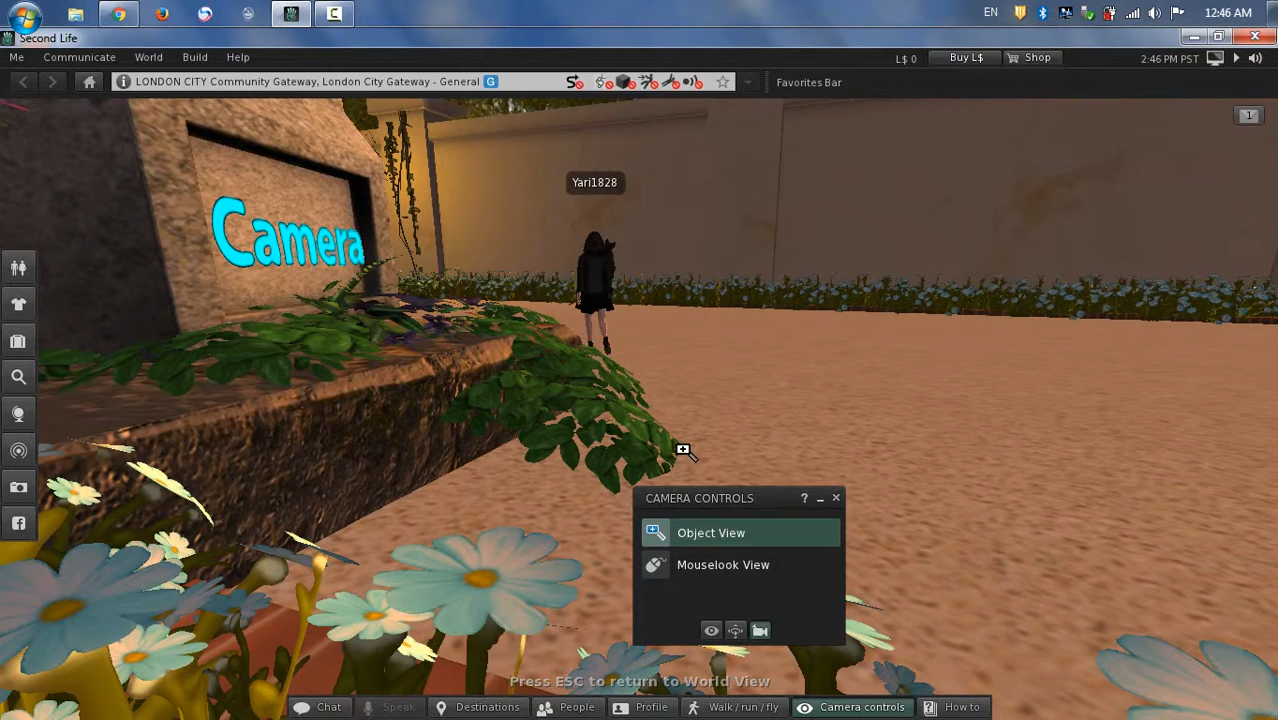 EN
12:46 AM
Second Life
Me Communicate World Build Help
L$ 0 Buy L$ Shop 2:46 PM PST
LONDON CITY Community Gateway, London City Gateway - General G
Favorites Bar
1
Yari1828
Camera
CAMERA CONTROLS ?
Object View
Mouselook View
Press ESC to return to World View
Chat Speak Destinations People Profile Walk / run / fly Camera controls How to